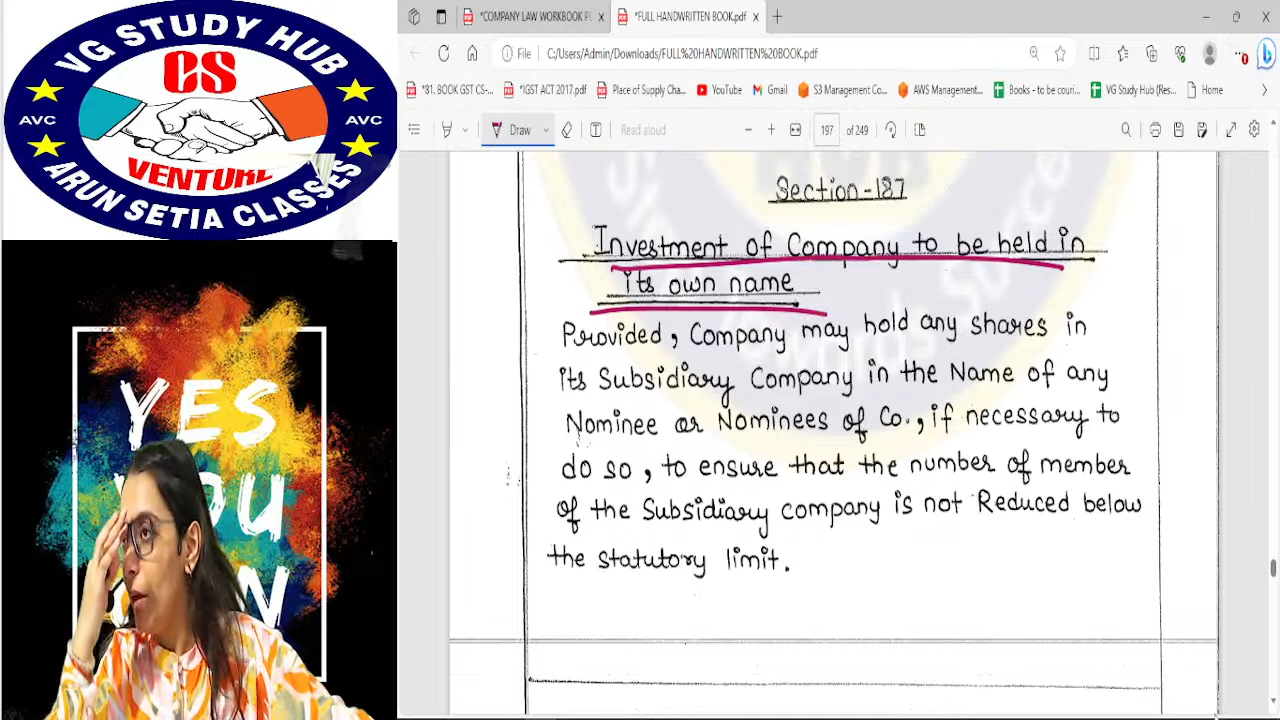 VG STUDY HUB
CS
AVC
AVC
VENTURE
ARUN SETIA CLASSES
YES
YOU
N
*COMPANY LAW WORKBOOK
*FULL HANDWRITTEN BOOK.pdf
File
C:/Users/Admin/Downloads/FULL%20HANDWRITTEN%20BOOK.pdf
*IGST ACT 2017.pdf
Place of Supply Cha...
YouTube
Gmail
S3 Management Co...
AWS Management...
Books - to be couri...
VG Study Hub (Re...
Home
Draw
Read aloud
197 of 249
Section-187
Investment of Company to be held in
its own name
Provided, Company may hold any shares in
its Subsidiary Company in the Name of any
Nominee or Nominees of Co., if necessary to
do so, to ensure that the number of member
of the Subsidiary company is not Reduced below
the statutory limit.